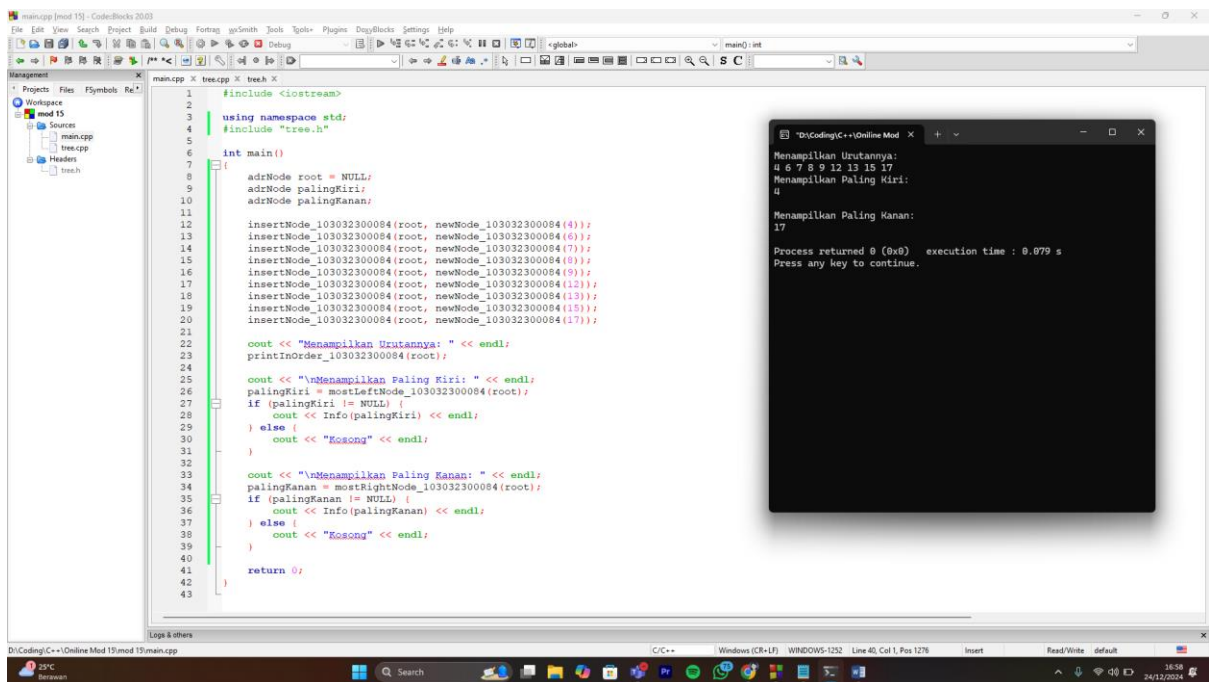 main.cpp [mod 15] - Code::Blocks 20.03
File Edit View Search Project Build Debug Fortran wxSmith Tools Tools+ Plugins DoxyBlocks Settings Help
Debug
<global>
main() : int
S C
Management
Projects Files FSymbols Re
Workspace
mod 15
Sources
main.cpp
tree.cpp
Headers
tree.h
main.cpp X tree.cpp X tree.h X
1 #include <iostream>
2
3 using namespace std;
4 #include "tree.h"
5
6 int main()
7 {
8 adrNode root = NULL;
9 adrNode palingKiri;
10 adrNode palingKanan;
11
12 insertNode_103032300084(root, newNode_103032300084(4));
13 insertNode_103032300084(root, newNode_103032300084(6));
14 insertNode_103032300084(root, newNode_103032300084(7));
15 insertNode_103032300084(root, newNode_103032300084(8));
16 insertNode_103032300084(root, newNode_103032300084(9));
17 insertNode_103032300084(root, newNode_103032300084(12));
18 insertNode_103032300084(root, newNode_103032300084(13));
19 insertNode_103032300084(root, newNode_103032300084(15));
20 insertNode_103032300084(root, newNode_103032300084(17));
21
22 cout << "Menampilkan Urutannya: " << endl;
23 printInOrder_103032300084(root);
24
25 cout << "\nMenampilkan Paling Kiri: " << endl;
26 palingKiri = mostLeftNode_103032300084(root);
27 if (palingKiri != NULL) {
28 cout << Info(palingKiri) << endl;
29 } else {
30 cout << "Kosong" << endl;
31 }
32
33 cout << "\nMenampilkan Paling Kanan: " << endl;
34 palingKanan = mostRightNode_103032300084(root);
35 if (palingKanan != NULL) {
36 cout << Info(palingKanan) << endl;
37 } else {
38 cout << "Kosong" << endl;
39 }
40
41 return 0;
42 }
43
"D:\Coding\C++\Oniline Mod X + 
Menampilkan Urutannya:
4 6 7 8 9 12 13 15 17
Menampilkan Paling Kiri:
4
Menampilkan Paling Kanan:
17
Process returned 0 (0x0) execution time : 0.079 s
Press any key to continue.
Logs & others
D:\Coding\C++\Oniline Mod 15\mod 15\main.cpp
C/C++
Windows (CR+LF) WINDOWS-1252 Line 40, Col 1, Pos 1276 Insert Read/Write default
25°C
Berawan
Search
16:58
24/12/2024